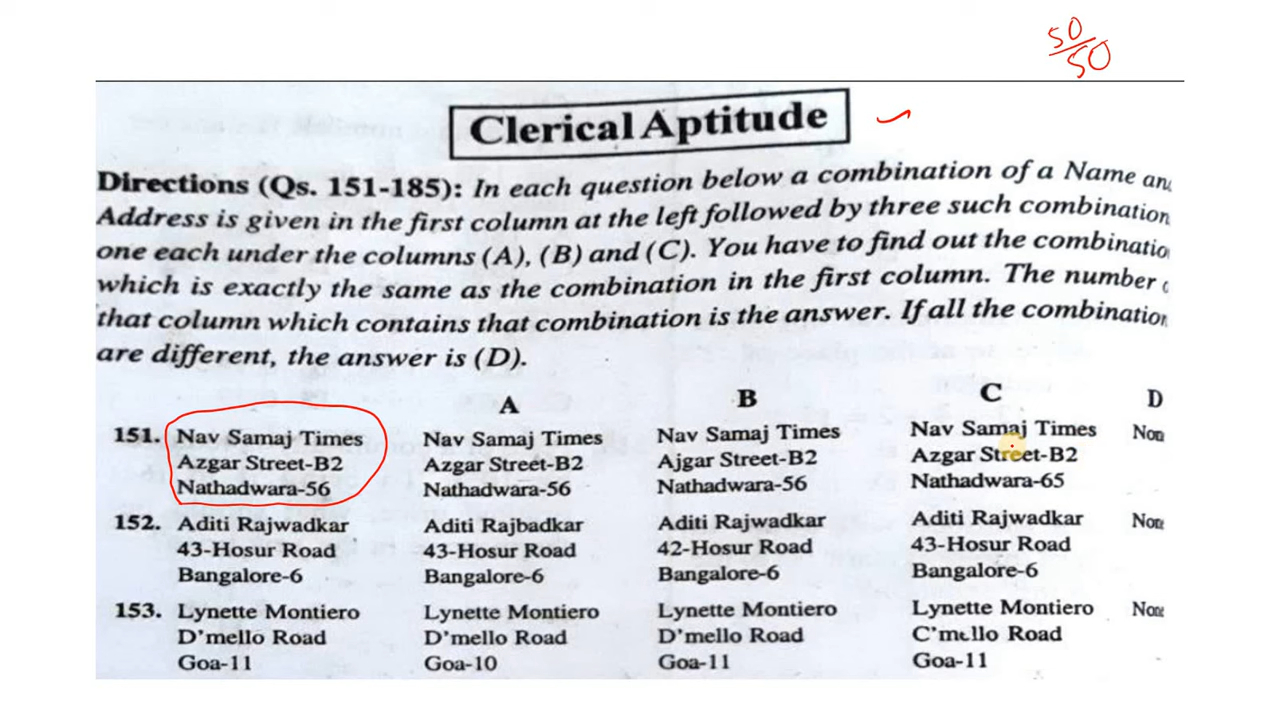 50/50
Clerical Aptitude
Directions (Qs. 151-185): In each question below a combination of a Name an
Address is given in the first column at the left followed by three such combination
one each under the columns (A), (B) and (C). You have to find out the combinatio
which is exactly the same as the combination in the first column. The number
that column which contains that combination is the answer. If all the combination
are different, the answer is (D).
A B C D
151. Nav Samaj Times Nav Samaj Times Nav Samaj Times Nav Samaj Times Non
Azgar Street-B2 Azgar Street-B2 Ajgar Street-B2 Azgar Street-B2
Nathadwara-56 Nathadwara-56 Nathadwara-56 Nathadwara-65
152. Aditi Rajwadkar Aditi Rajbadkar Aditi Rajwadkar Aditi Rajwadkar Non
43-Hosur Road 43-Hosur Road 42-Hosur Road 43-Hosur Road
Bangalore-6 Bangalore-6 Bangalore-6 Bangalore-6
153. Lynette Montiero Lynette Montiero Lynette Montiero Lynette Montiero None
D'mello Road D'mello Road D'mello Road C'mello Road
Goa-11 Goa-10 Goa-11 Goa-11